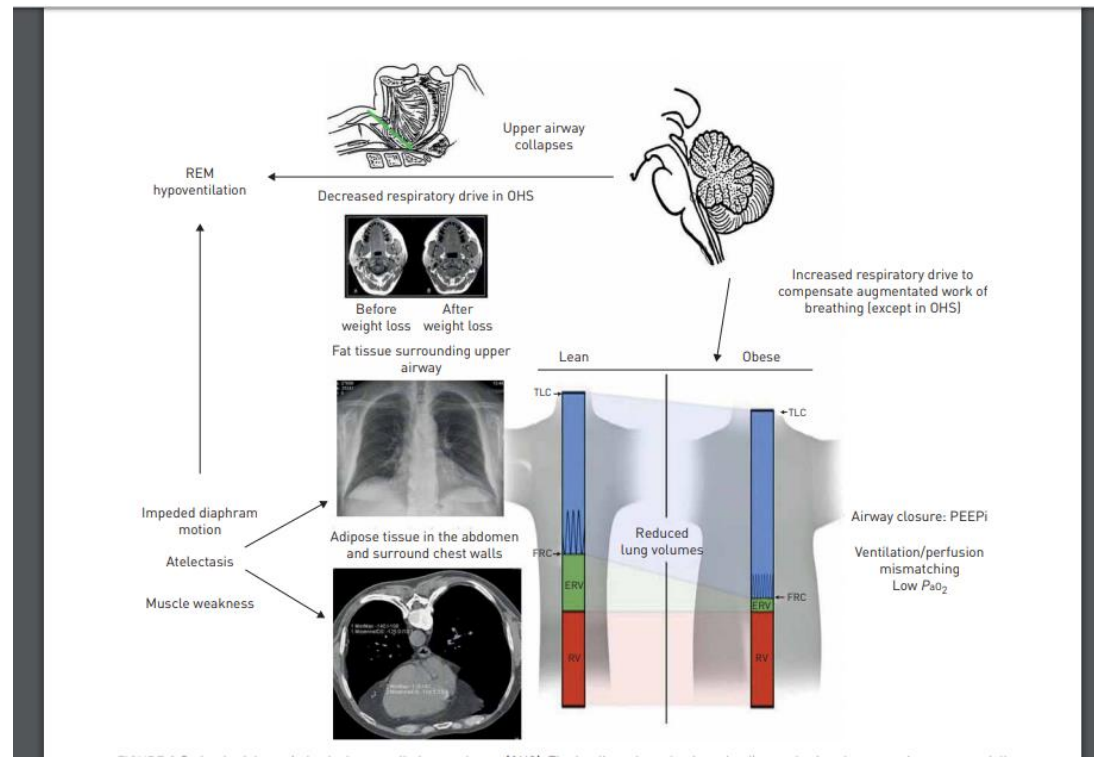 Upper airway
collapses
REM
hypoventilation
Decreased respiratory drive in OHS
Increased respiratory drive to
compensate augmentated work of
breathing (except in OHS)
Before
weight loss
After
weight loss
Fat tissue surrounding upper
airway
Lean
Obese
TLC
TLC
Impeded diaphram
motion
Atelectasis
Muscle weakness
Adipose tissue in the abdomen
and surround chest walls
Reduced
lung volumes
FRC
FRC
ERV
ERV
RV
RV
Airway closure: PEEPi
Ventilation/perfusion
mismatching
Low PaO2